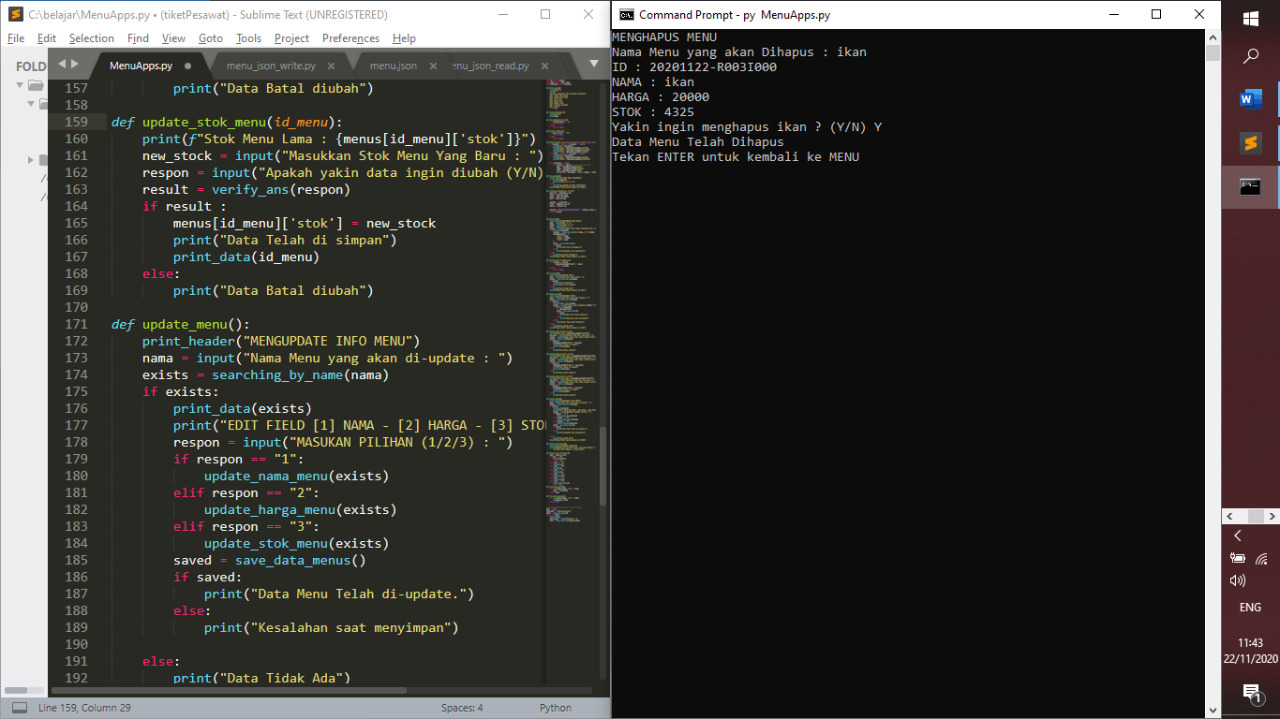 C:\belajar\MenuApps.py • (tiketPesawat) - Sublime Text (UNREGISTERED)
File Edit Selection Find View Goto Tools Project Preferences Help
FOLD
MenuApps.py
menu_json_write.py
menu.json
nu_json_read.py
157 print("Data Batal diubah")
158
159 def update_stok_menu(id_menu):
160 print(f"Stok Menu Lama : {menus[id_menu]['stok']}")
161 new_stock = input("Masukkan Stok Menu Yang Baru : ")
162 respon = input("Apakah yakin data ingin diubah (Y/N)
163 result = verify_ans(respon)
164 if result :
165 menus[id_menu]['stok'] = new_stock
166 print("Data Telah di simpan")
167 print_data(id_menu)
168 else:
169 print("Data Batal diubah")
170
171 def update_menu():
172 print_header("MENGUPDATE INFO MENU")
173 nama = input("Nama Menu yang akan di-update : ")
174 exists = searching_by_name(nama)
175 if exists:
176 print_data(exists)
177 print("EDIT FIELD [1] NAMA - [2] HARGA - [3] STO
178 respon = input("MASUKAN PILIHAN (1/2/3) : ")
179 if respon == "1":
180 update_nama_menu(exists)
181 elif respon == "2":
182 update_harga_menu(exists)
183 elif respon == "3":
184 update_stok_menu(exists)
185 saved = save_data_menus()
186 if saved:
187 print("Data Menu Telah di-update.")
188 else:
189 print("Kesalahan saat menyimpan")
190
191 else:
192 print("Data Tidak Ada")
Line 159, Column 29
Spaces: 4
Python
Command Prompt - py MenuApps.py
MENGHAPUS MENU
Nama Menu yang akan Dihapus : ikan
ID : 20201122-R003I000
NAMA : ikan
HARGA : 20000
STOK : 4325
Yakin ingin menghapus ikan ? (Y/N) Y
Data Menu Telah Dihapus
Tekan ENTER untuk kembali ke MENU
ENG
11:43
22/11/2020
1